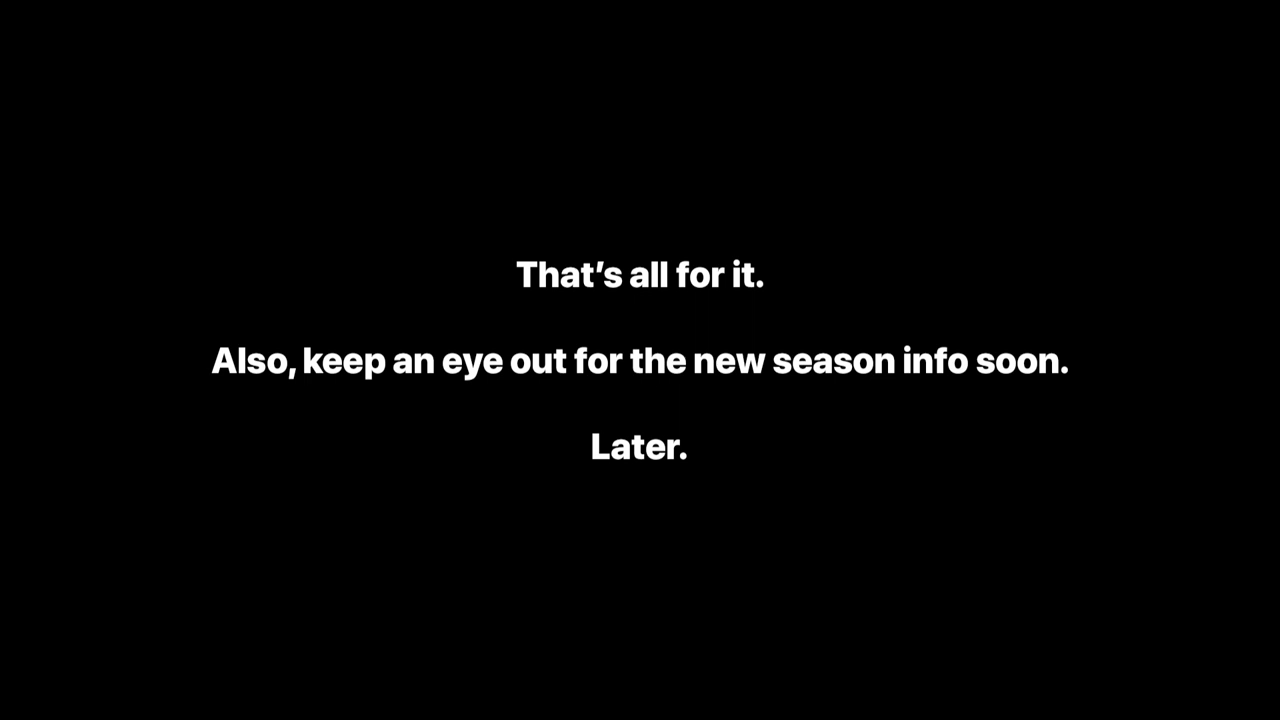 That’s all for it.
Also, keep an eye out for the new season info soon.
Later.